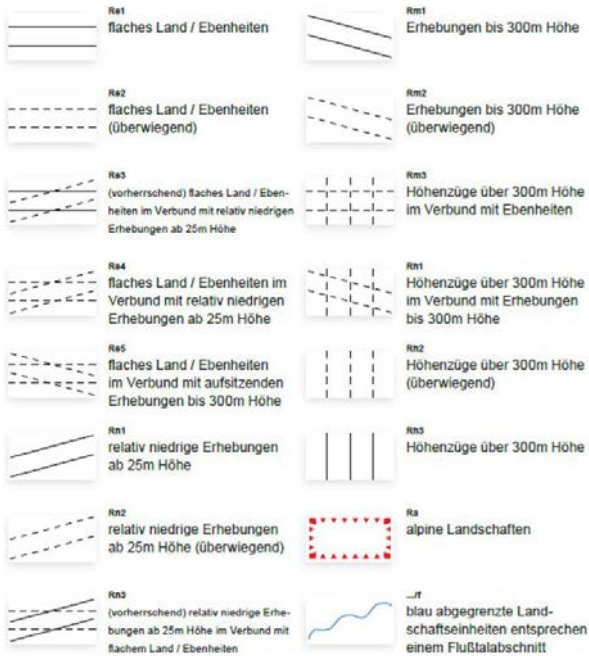 Re1
flaches Land / Ebenheiten
Re2
flaches Land / Ebenheiten
(überwiegend)
Re3
(vorherrschend) flaches Land / Eben-
heiten im Verbund mit relativ niedrigen
Erhebungen ab 25m Höhe
Re4
flaches Land / Ebenheiten im
Verbund mit relativ niedrigen
Erhebungen ab 25m Höhe
Re5
flaches Land / Ebenheiten
im Verbund mit aufsitzenden
Erhebungen bis 300m Höhe
Rn1
relativ niedrige Erhebungen
ab 25m Höhe
Rn2
relativ niedrige Erhebungen
ab 25m Höhe (überwiegend)
Rn3
(vorherrschend) relativ niedrige Erhe-
bungen ab 25m Höhe im Verbund mit
flachem Land / Ebenheiten
Rm1
Erhebungen bis 300m Höhe
Rm2
Erhebungen bis 300m Höhe
(überwiegend)
Rm3
Höhenzüge über 300m Höhe
im Verbund mit Ebenheiten
Rh1
Höhenzüge über 300m Höhe
im Verbund mit Erhebungen
bis 300m Höhe
Rh2
Höhenzüge über 300m Höhe
(überwiegend)
Rh3
Höhenzüge über 300m Höhe
Ra
alpine Landschaften
.../f
blau abgegrenzte Land-
schaftseinheiten entsprechen
einem Flußtalabschnitt